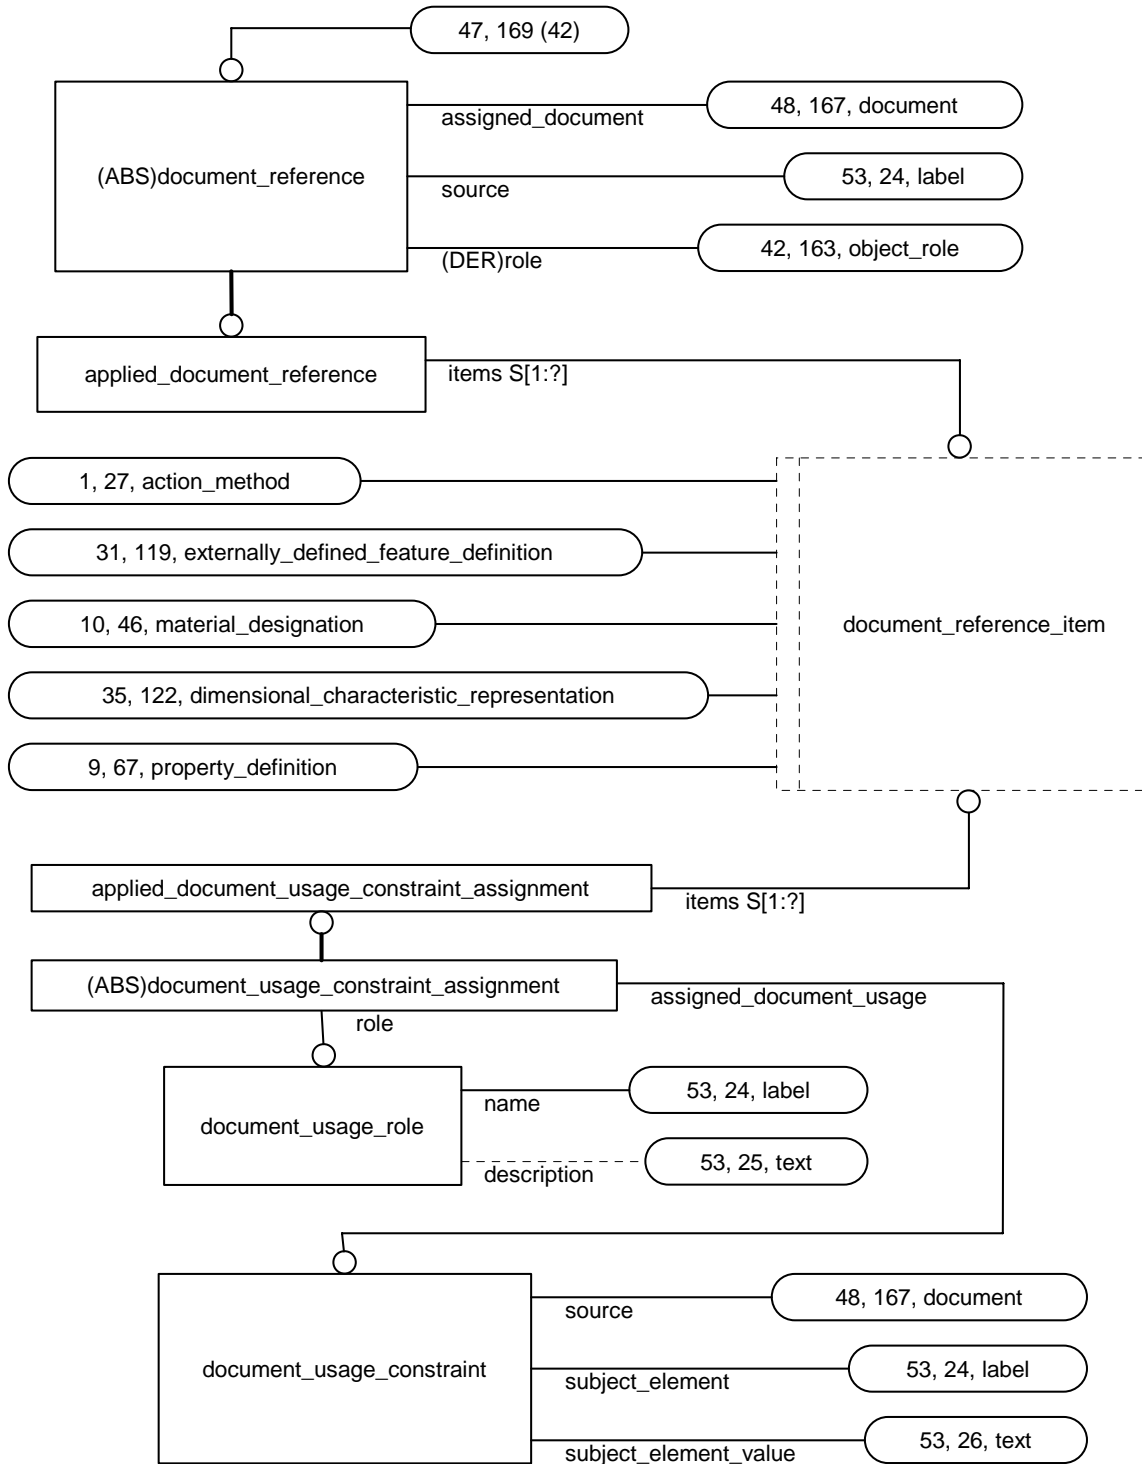 47, 169 (42)
(ABS)document_reference
assigned_document
48, 167, document
source
53, 24, label
(DER)role
42, 163, object_role
applied_document_reference
items S[1:?]
1, 27, action_method
31, 119, externally_defined_feature_definition
10, 46, material_designation
document_reference_item
35, 122, dimensional_characteristic_representation
9, 67, property_definition
applied_document_usage_constraint_assignment
items S[1:?]
(ABS)document_usage_constraint_assignment
assigned_document_usage
role
document_usage_role
name
53, 24, label
description
53, 25, text
document_usage_constraint
source
48, 167, document
subject_element
53, 24, label
subject_element_value
53, 26, text